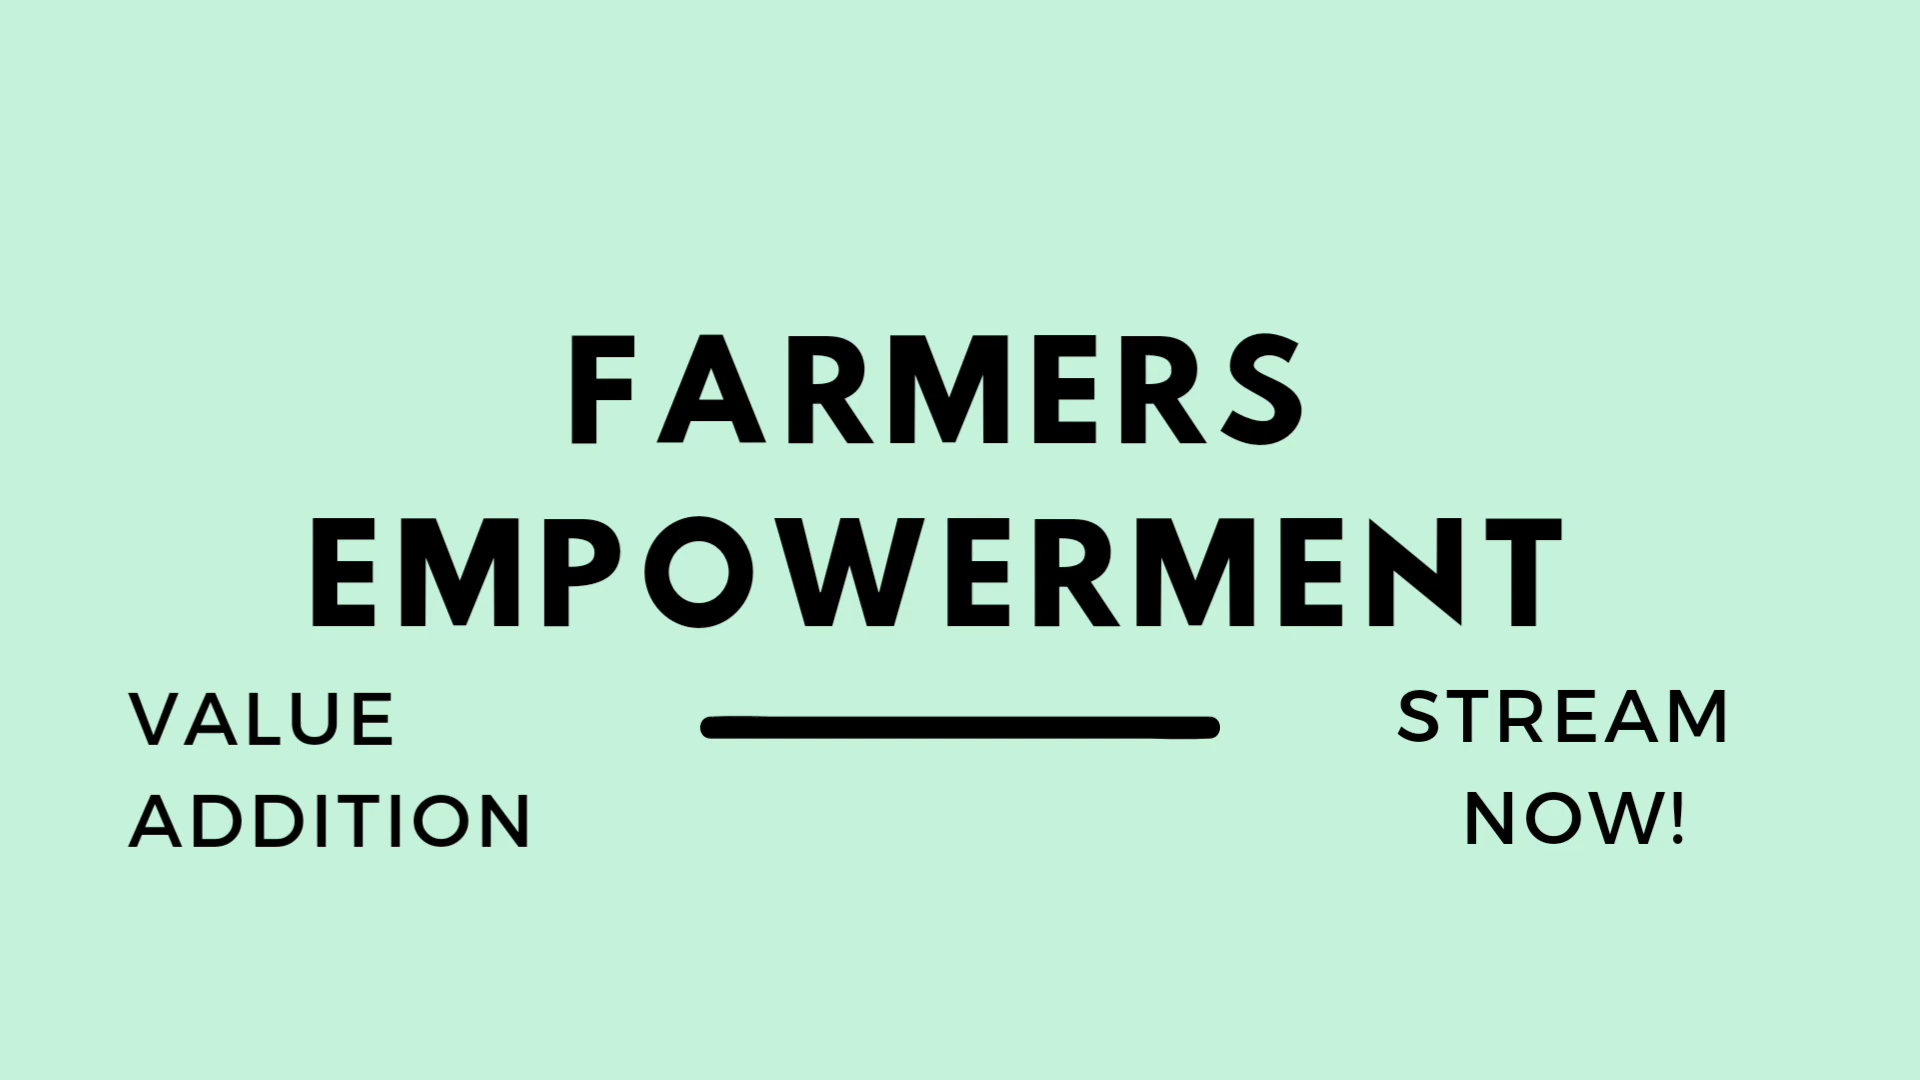 FARMERS
EMPOWERMENT
VALUE
ADDITION
STREAM
NOW!